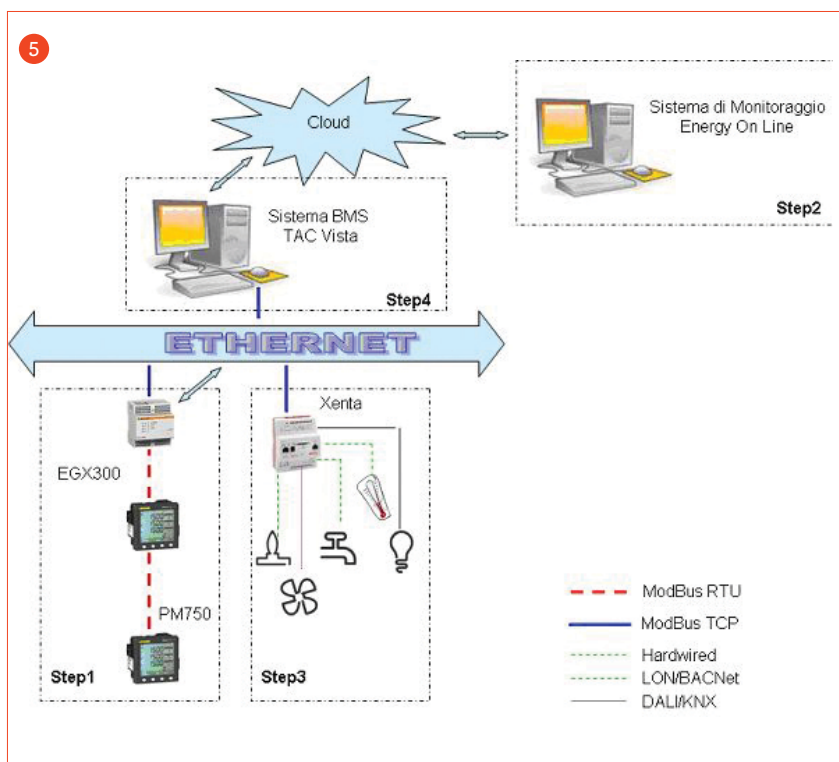 5
Cloud
Sistema di Monitoraggio
Energy On Line
Step2
Sistema BMS
TAC Vista
Step4
ETHERNET
Xenta
EGX300
PM750
Step1
Step3
ModBus RTU
ModBus TCP
Hardwired
LON/BACNet
DALI/KNX